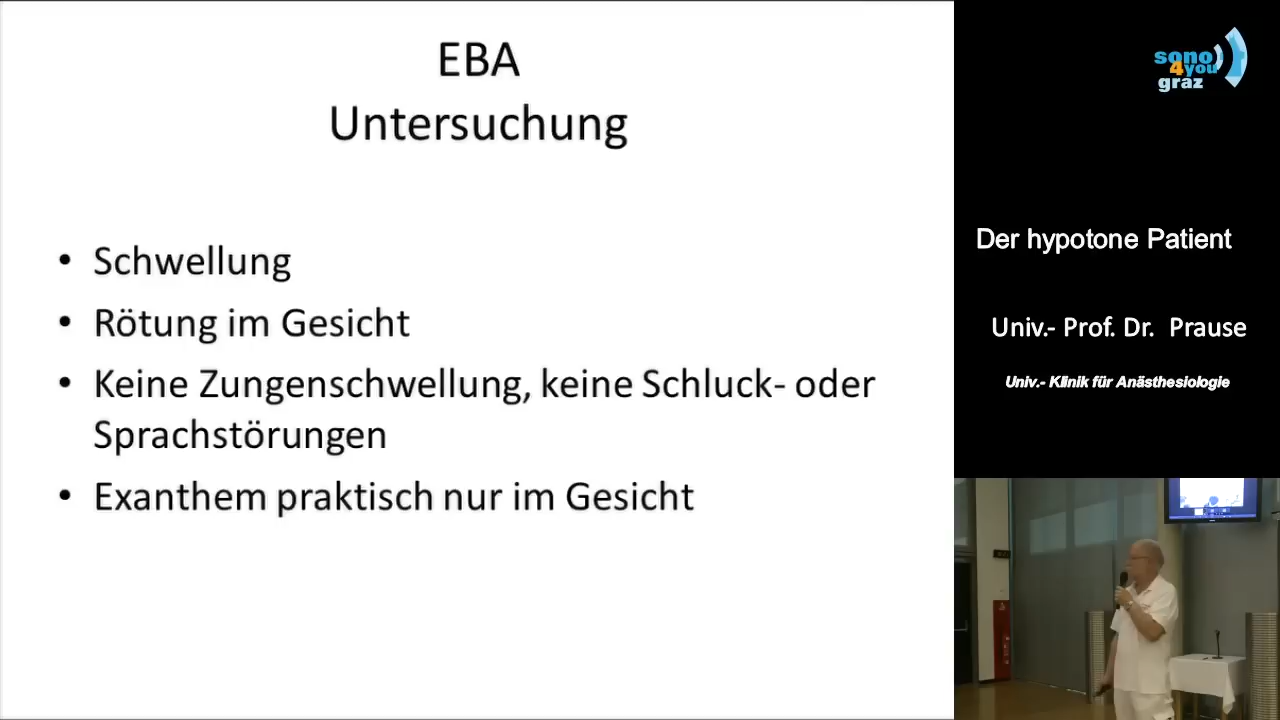 EBA
Untersuchung
• Schwellung
• Rötung im Gesicht
• Keine Zungenschwellung, keine Schluck- oder
Sprachstörungen
• Exanthem praktisch nur im Gesicht
sono
4you
graz
Der hypotone Patient
Univ.- Prof. Dr. Prause
Univ.- Klinik für Anästhesiologie